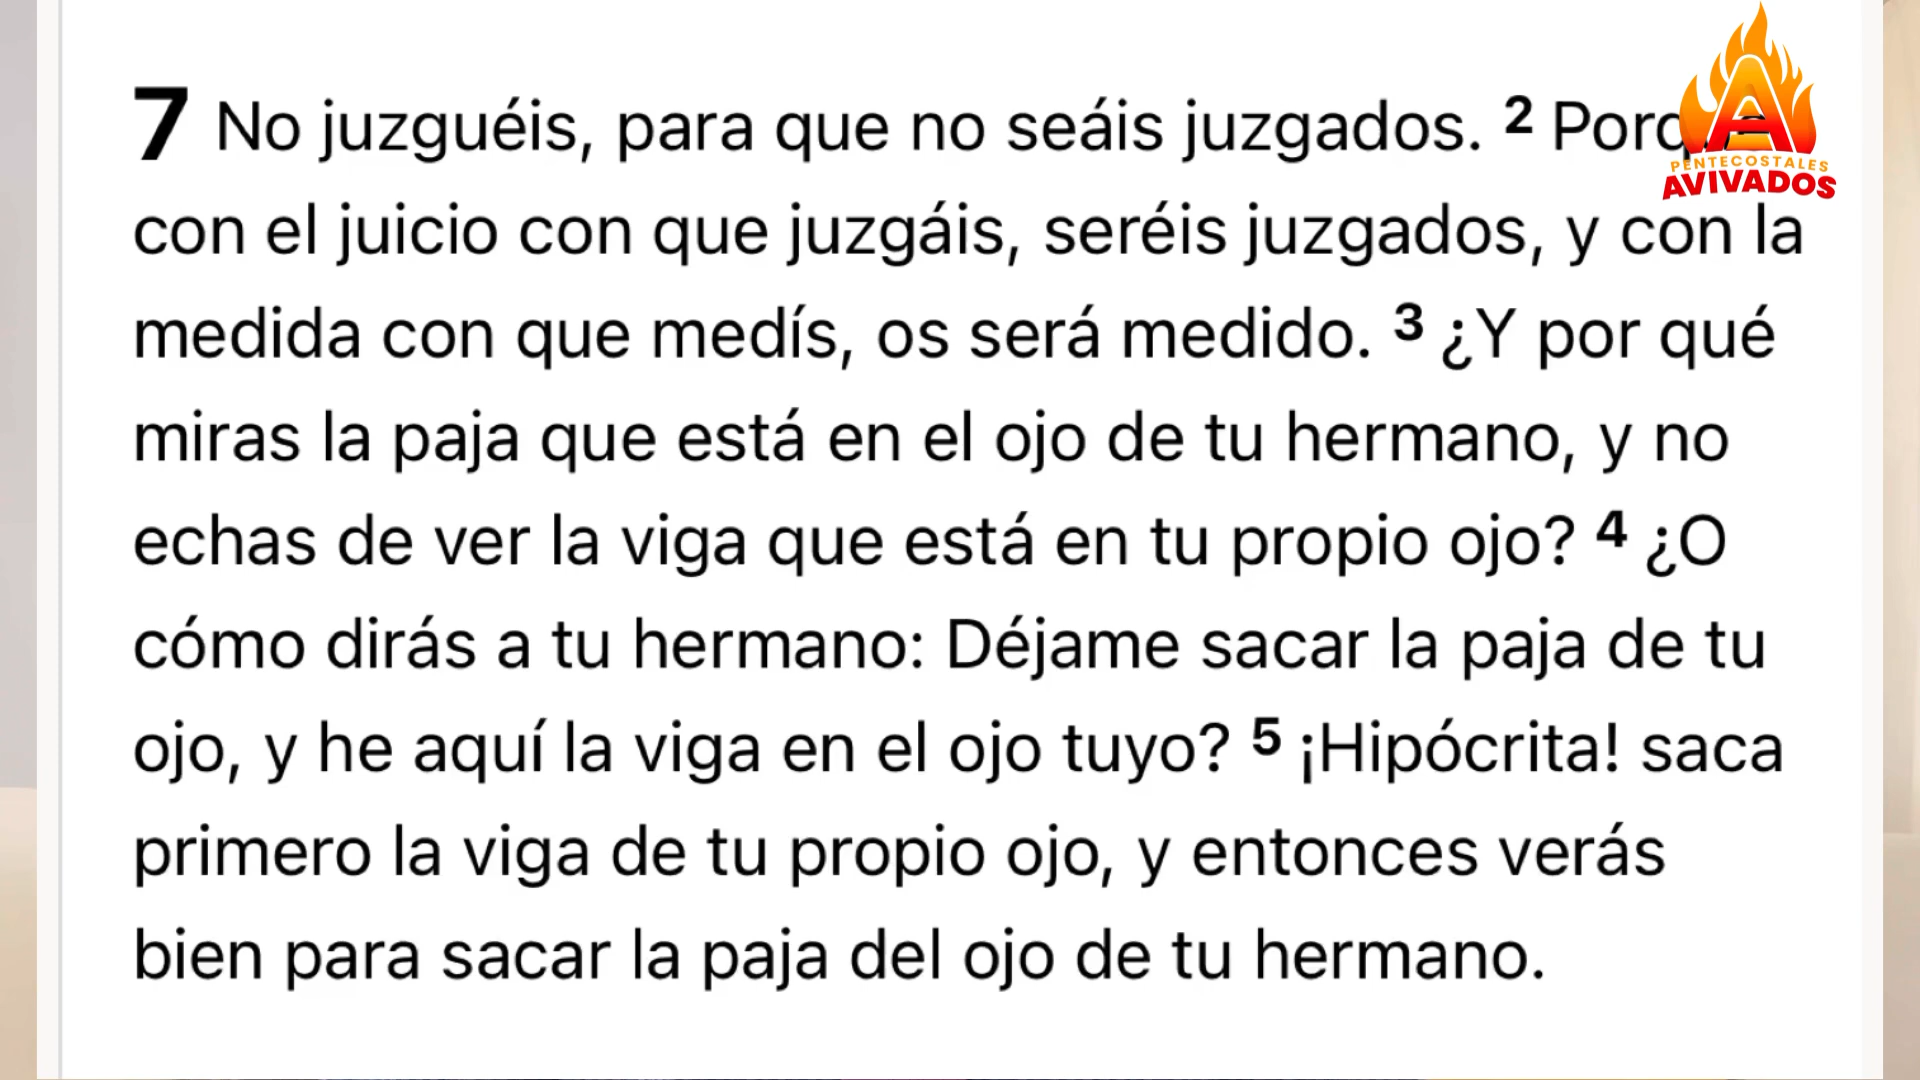 7 No juzguéis, para que no seáis juzgados. 2
con el juicio con que juzgáis, seréis juzgados, y con la
medida con que medís, os será medido. 3 ¿Y por qué
miras la paja que está en el ojo de tu hermano, y no
echas de ver la viga que está en tu propio ojo? 4 ¿O
cómo dirás a tu hermano: Déjame sacar la paja de tu
ojo, y he aquí la viga en el ojo tuyo? 5 ¡Hipócrita! saca
primero la viga de tu propio ojo, y entonces verás
bien para sacar la paja del ojo de tu hermano.
A
PENTECOSTALES
AVIVADOS